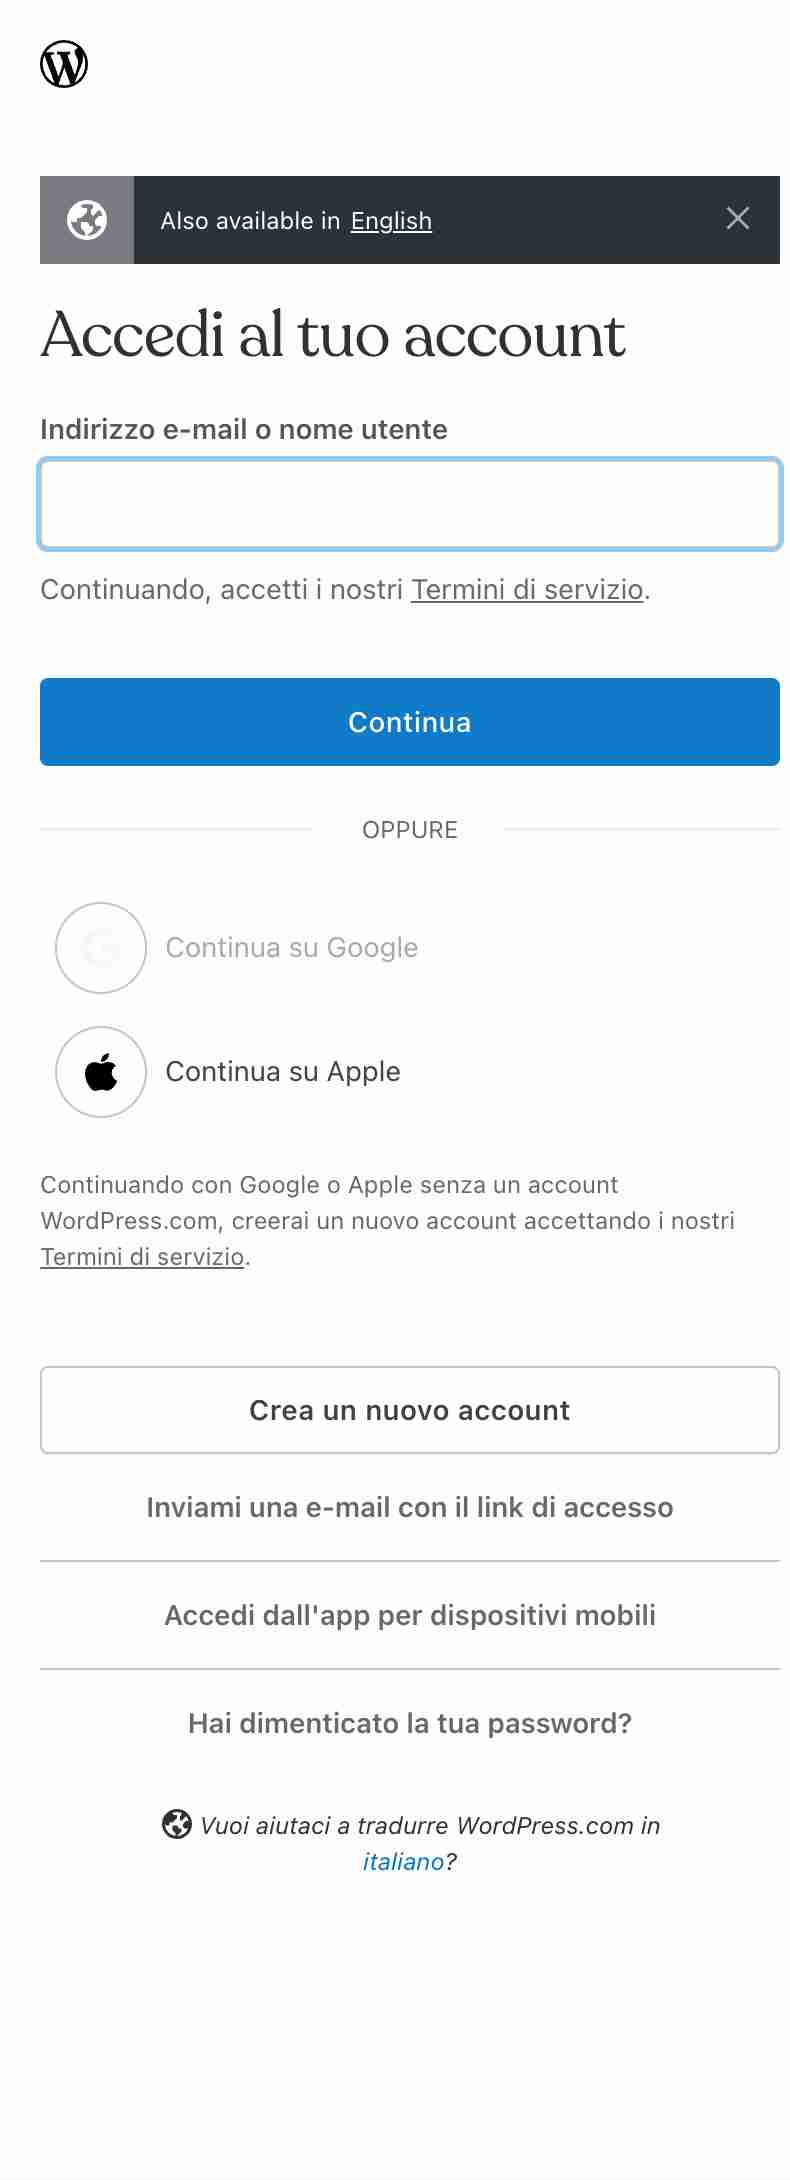 Also available in English
Accedi al tuo account
Indirizzo e-mail o nome utente
Continuando, accetti i nostri Termini di servizio.
Continua
OPPURE
Continua su Google
Continua su Apple
Continuando con Google o Apple senza un account
WordPress.com, creerai un nuovo account accettando i nostri
Termini di servizio.
Crea un nuovo account
Inviami una e-mail con il link di accesso
Accedi dall'app per dispositivi mobili
Hai dimenticato la tua password?
Vuoi aiutaci a tradurre WordPress.com in
italiano?